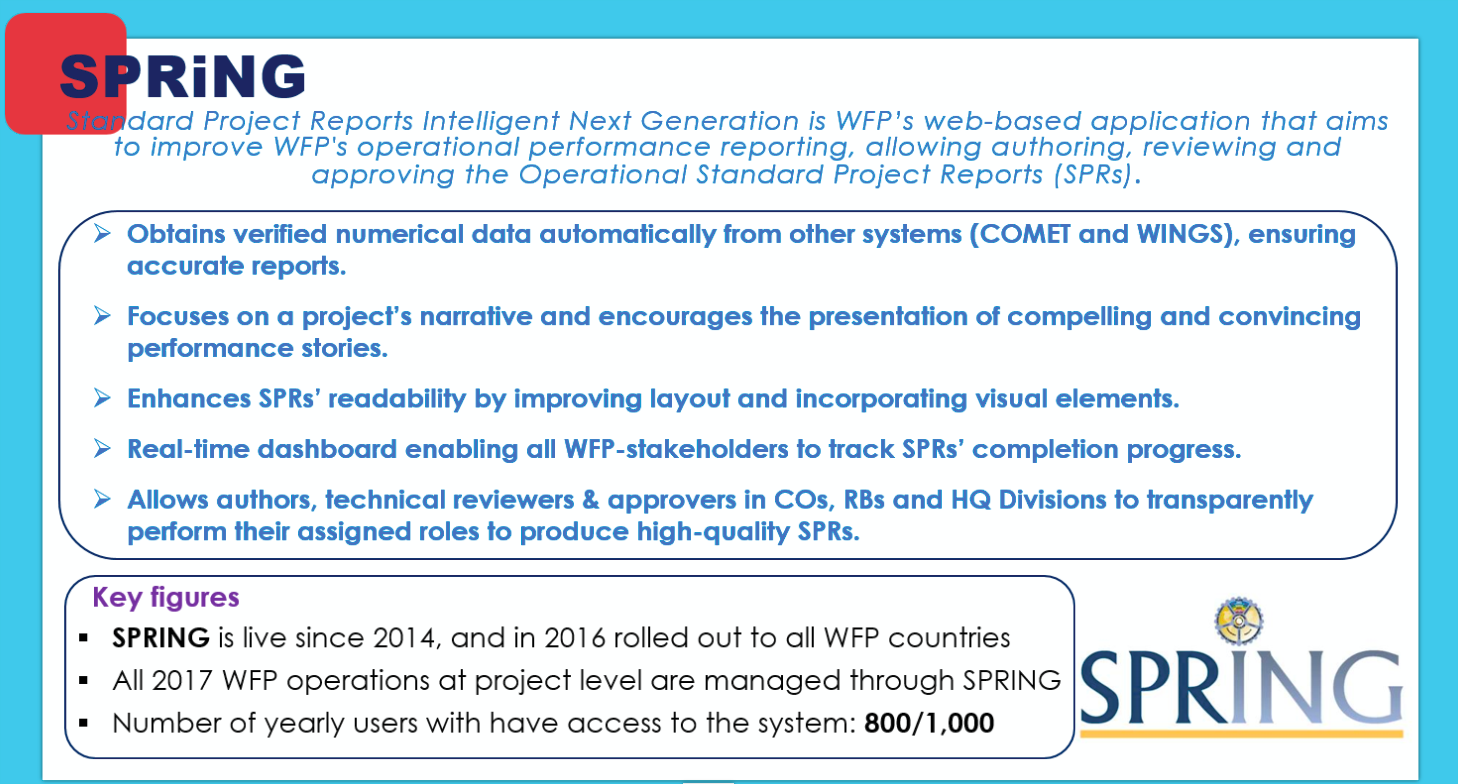 SPRiNG
Standard Project Reports Intelligent Next Generation is WFP’s web-based application that aims
to improve WFP's operational performance reporting, allowing authoring, reviewing and
approving the Operational Standard Project Reports (SPRs).
➢ Obtains verified numerical data automatically from other systems (COMET and WINGS), ensuring
accurate reports.
➢ Focuses on a project’s narrative and encourages the presentation of compelling and convincing
performance stories.
➢ Enhances SPRs’ readability by improving layout and incorporating visual elements.
➢ Real-time dashboard enabling all WFP-stakeholders to track SPRs’ completion progress.
➢ Allows authors, technical reviewers & approvers in COs, RBs and HQ Divisions to transparently
perform their assigned roles to produce high-quality SPRs.
Key figures
▪ SPRING is live since 2014, and in 2016 rolled out to all WFP countries
▪ All 2017 WFP operations at project level are managed through SPRING
▪ Number of yearly users with have access to the system: 800/1,000
SPRING